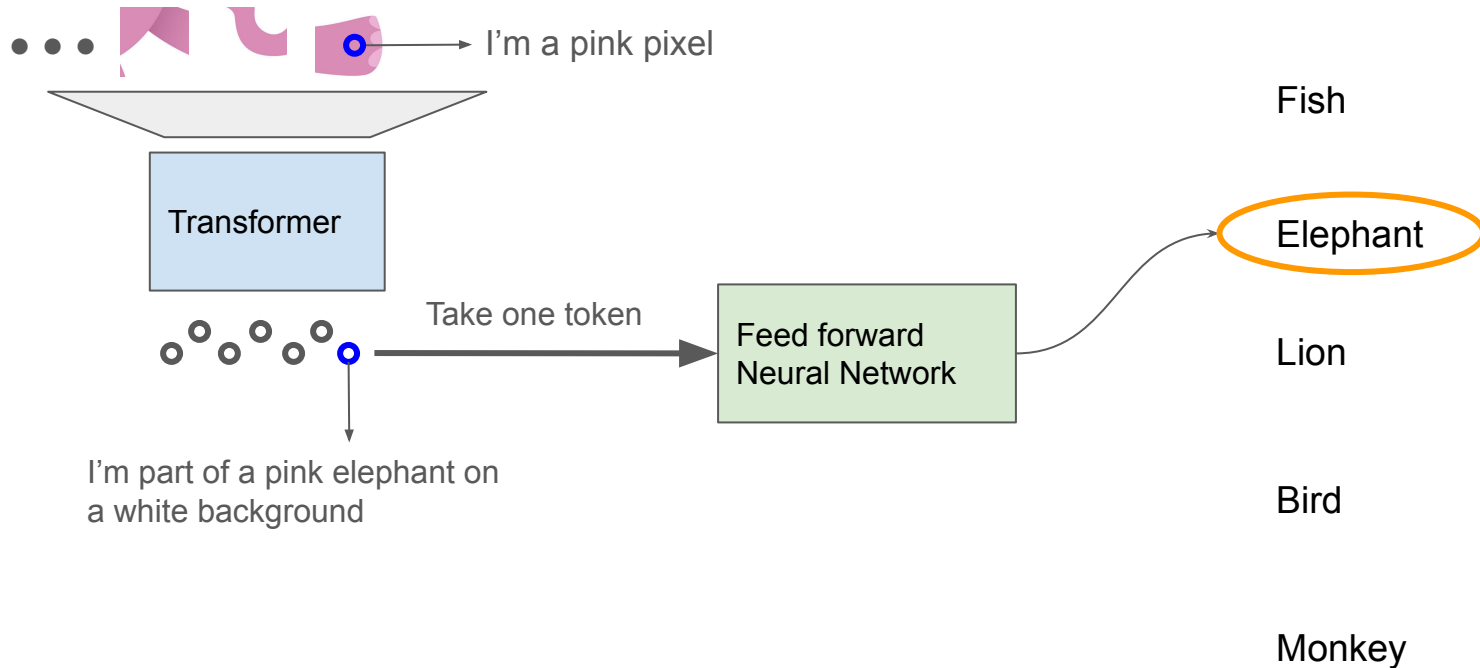 I’m a pink pixel
Fish
Transformer
Elephant
Take one token
Feed forward
Neural Network
Lion
I’m part of a pink elephant on
a white background
Bird
Monkey